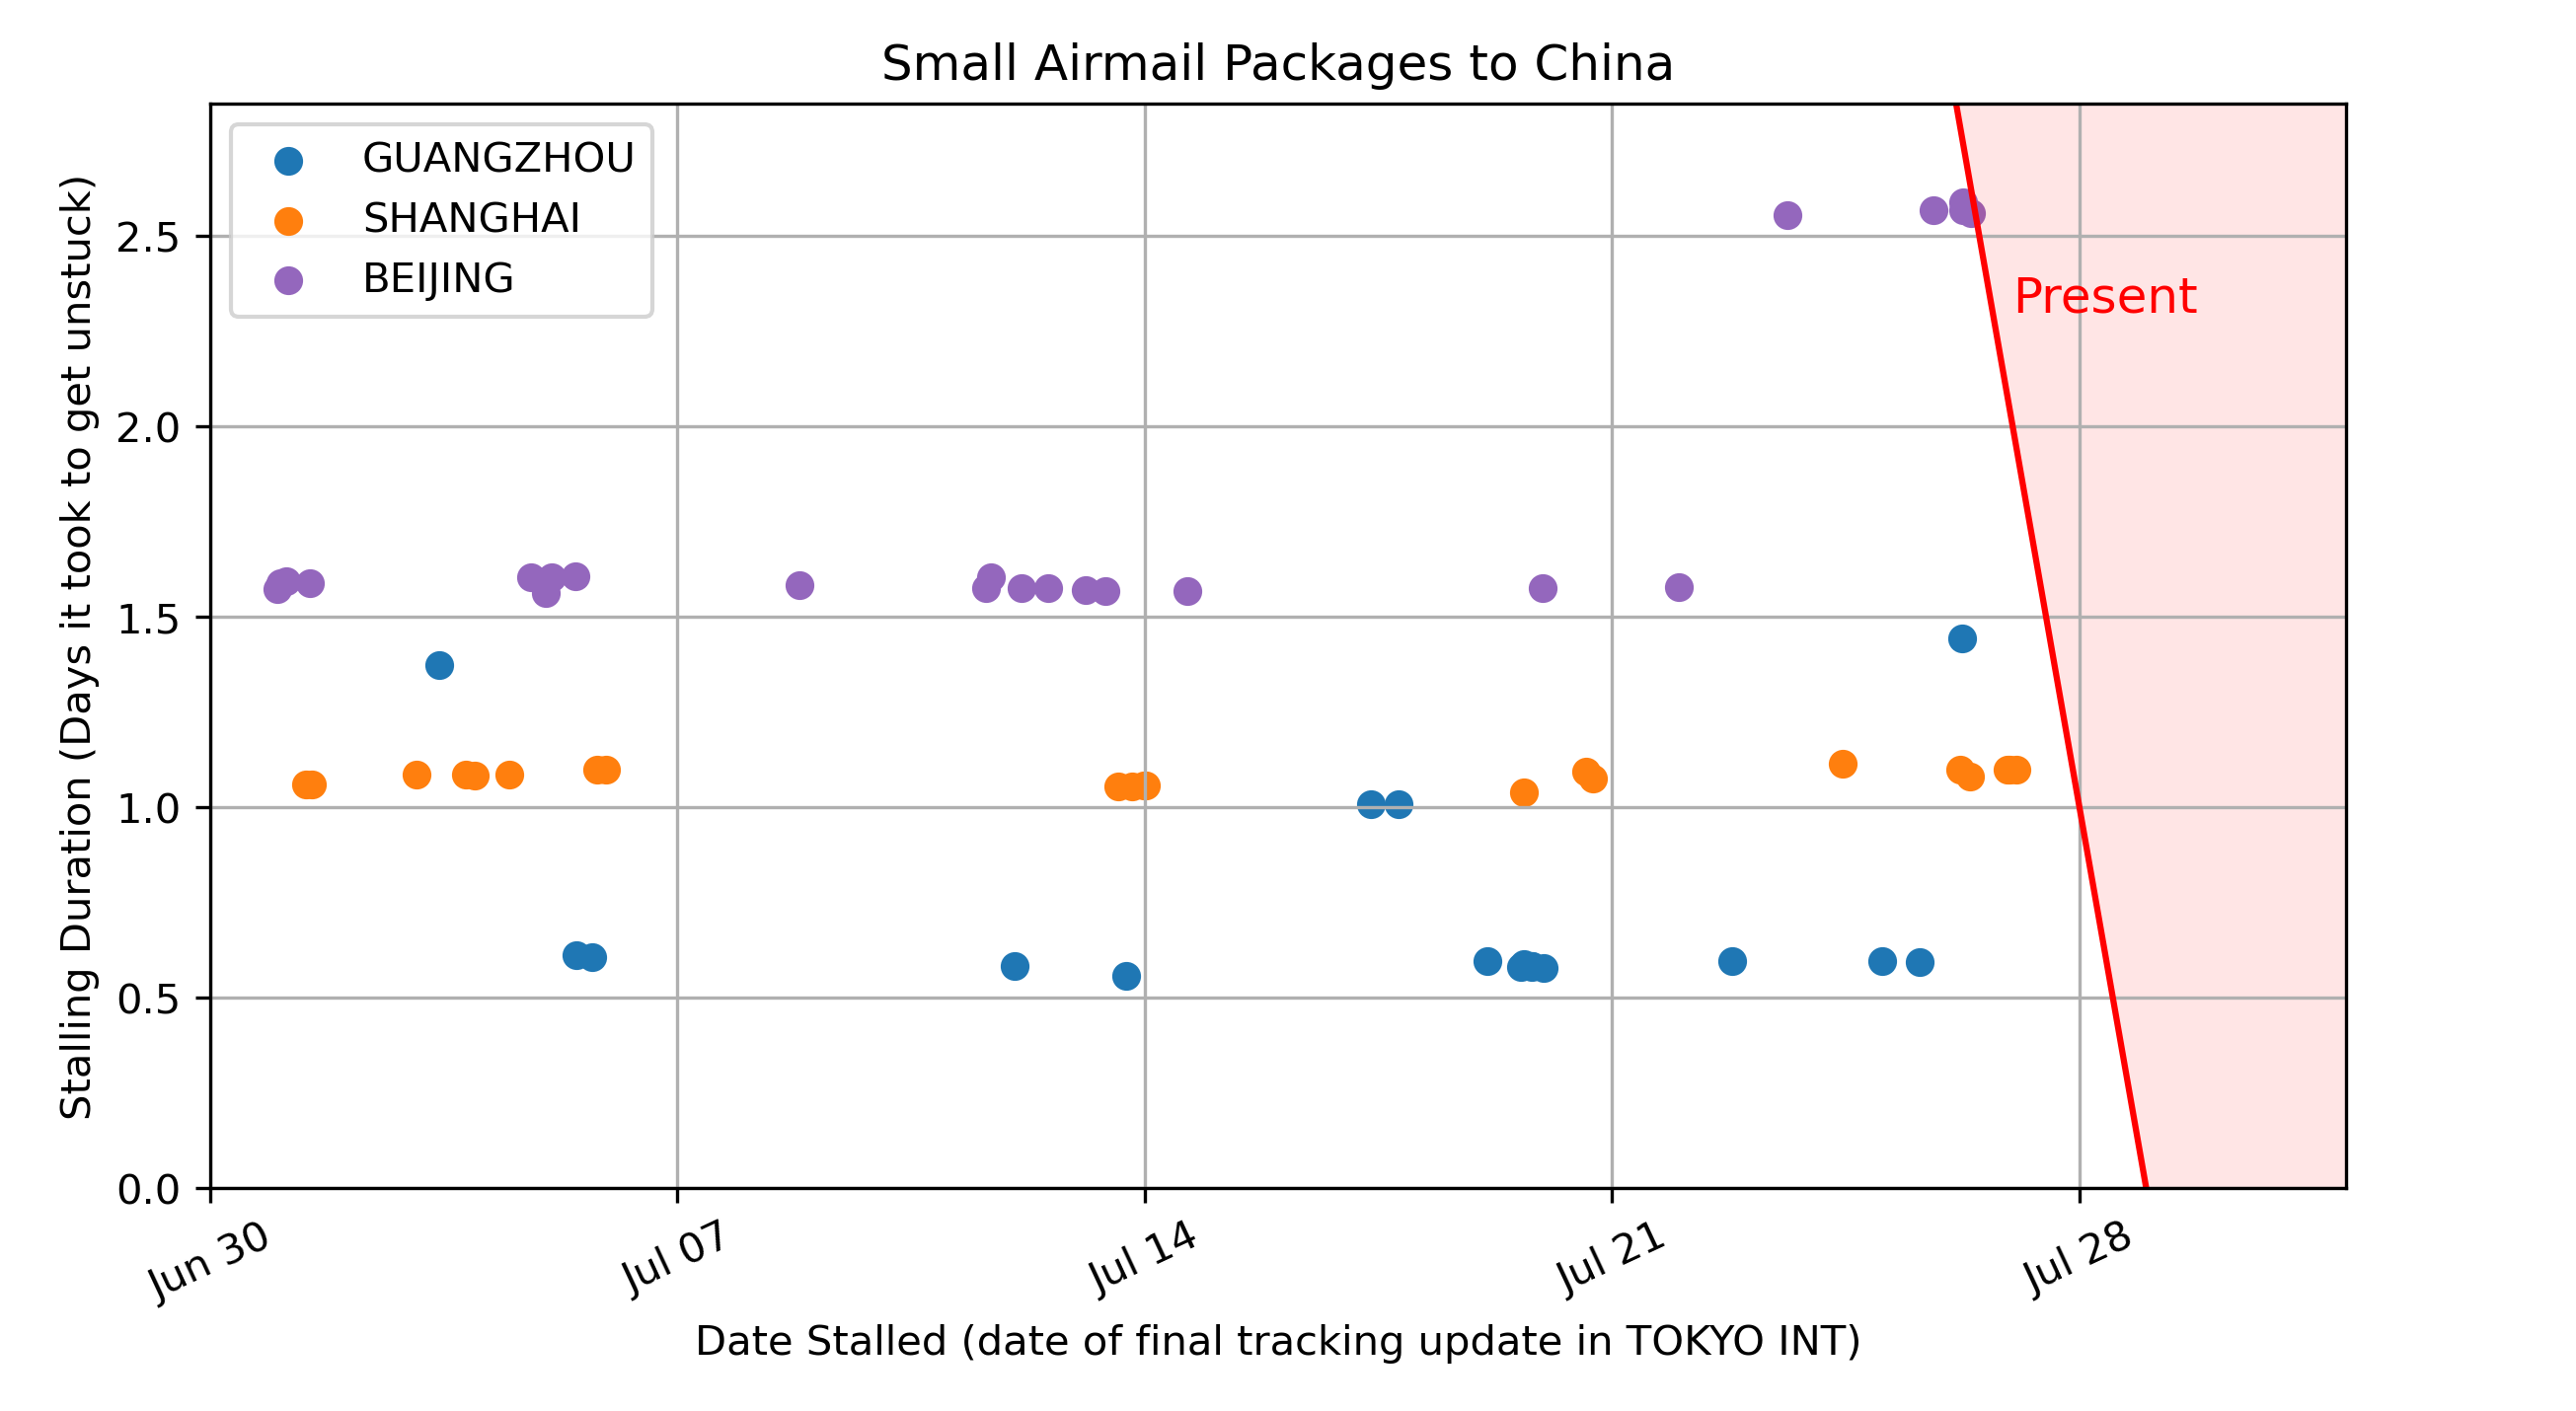 Small Airmail Packages to China
GUANGZHOU
SHANGHAI
BEIJING
Present
Stalling Duration (Days it took to get unstuck)
2.5
2.0
1.5
1.0
0.5
0.0
Jun 30
Jul 07
Jul 14
Jul 21
Jul 28
Date Stalled (date of final tracking update in TOKYO INT)